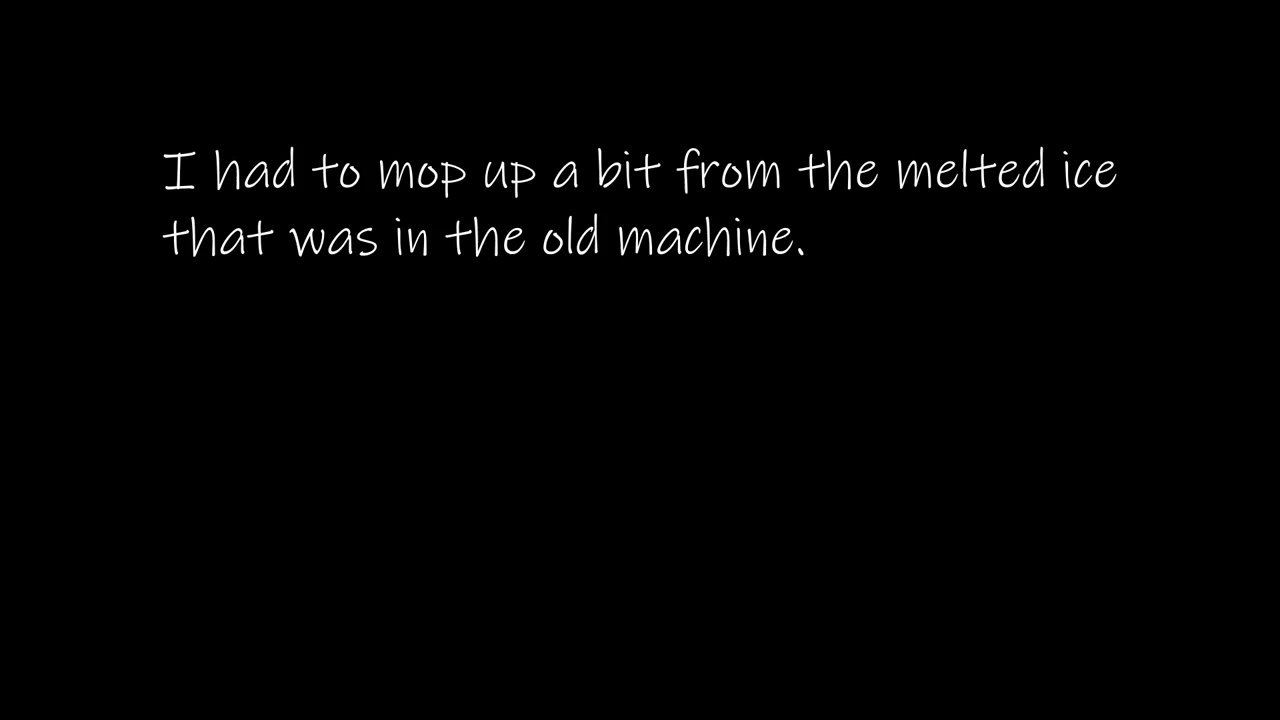 I had to mop up a bit from the melted ice
that was in the old machine.